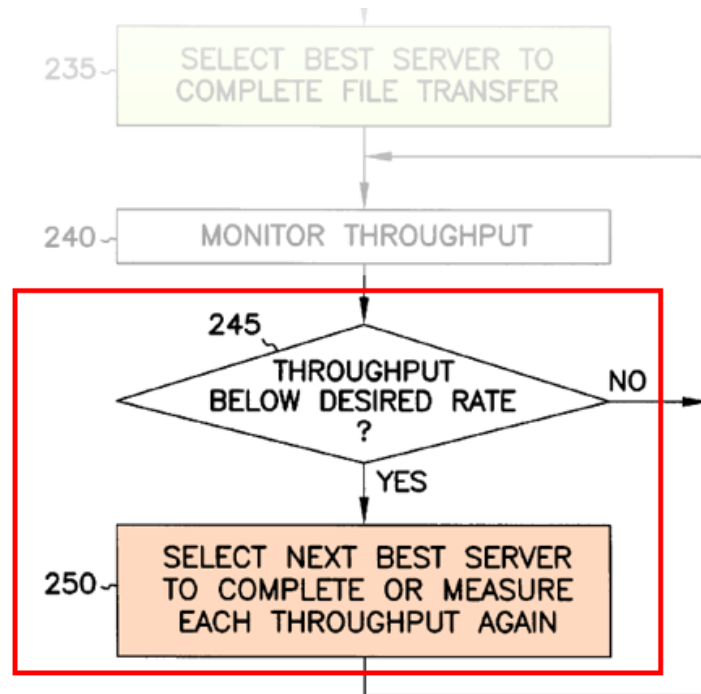 235
SELECT BEST SERVER TO
COMPLETE FILE TRANSFER
240
MONITOR THROUGHPUT
245
THROUGHPUT
BELOW DESIRED RATE
?
NO
YES
250
SELECT NEXT BEST SERVER
TO COMPLETE OR MEASURE
EACH THROUGHPUT AGAIN